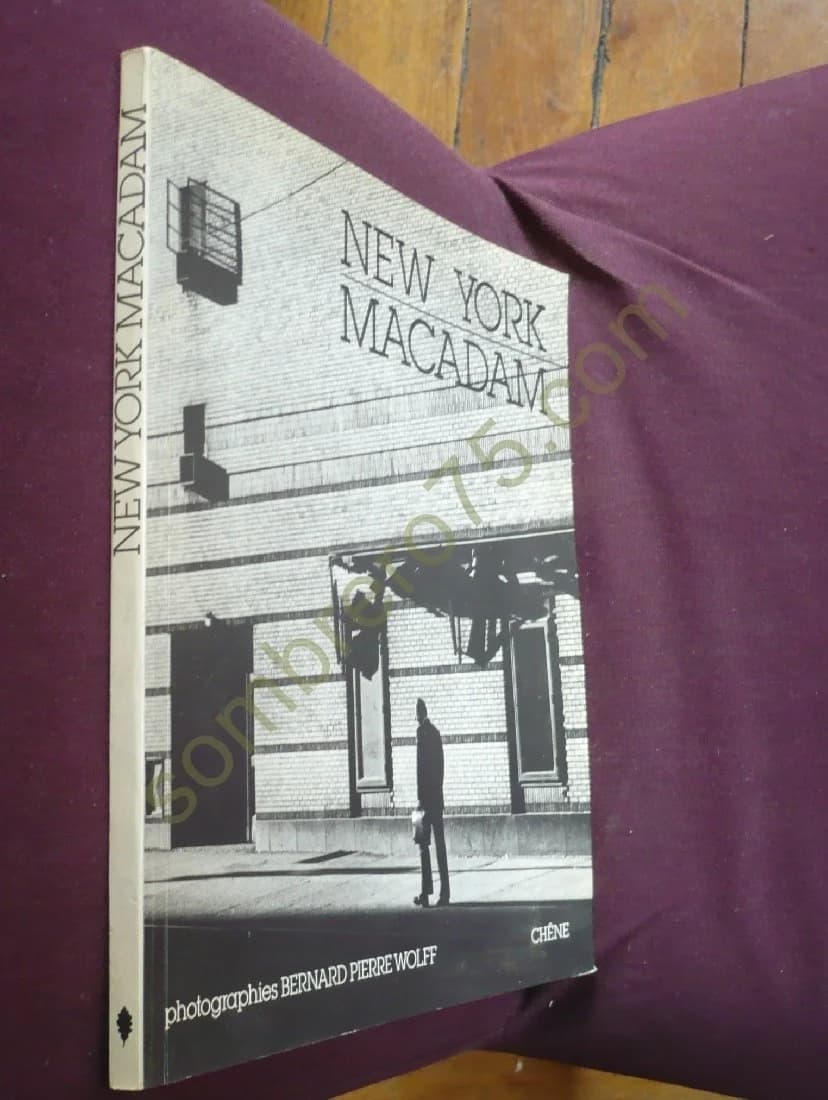 NEW YORK MACADAM
NEW YORK
MACADAM
sombrero75.com
CHÊNE
photographies BERNARD PIERRE WOLFF